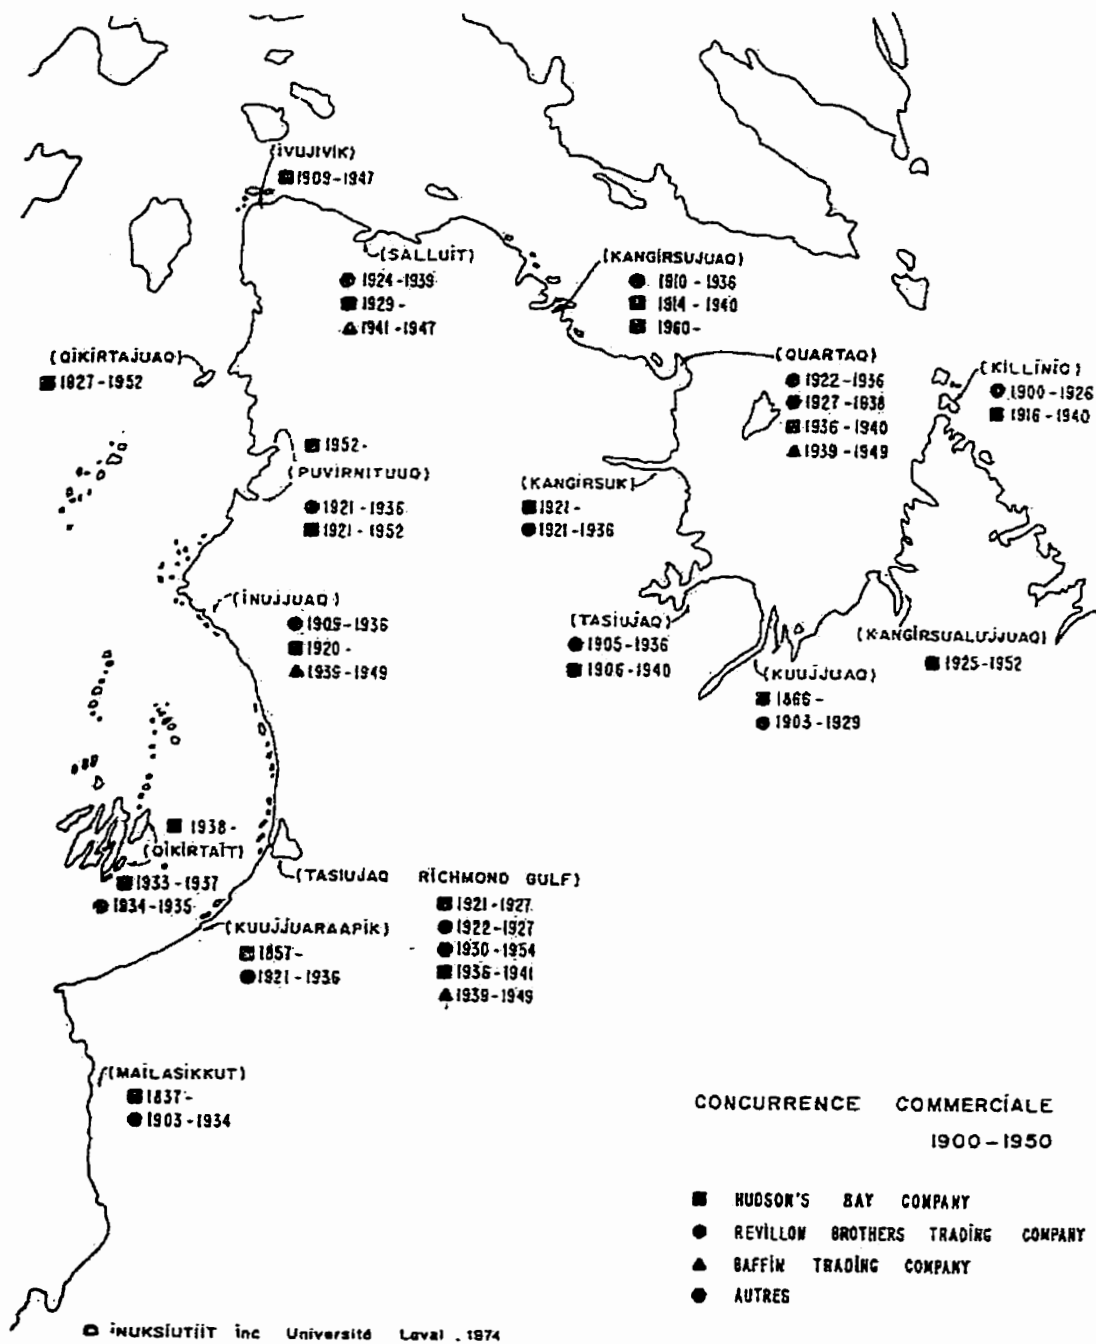 (IVUJIVIK)
1909-1947
(SALLUIT)
1924-1939
1929-
1941-1947
(KANGIRSUJUAQ)
1910-1936
1914-1940
1960-
(QIKIRTAJUAQ)
1927-1952
(QUARTAQ)
1922-1936
1927-1938
1936-1940
1939-1949
(KILLINIQ)
1900-1926
1916-1940
1952-
(PUVIRNITUUQ)
1921-1936
1921-1952
(KANGIRSUK)
1921-
1921-1936
(INUJJUAQ)
1909-1936
1920-
1939-1949
(TASIUJAQ)
1905-1936
1906-1940
(KANGIRSUALUJJUAQ)
1925-1952
(KUUJJUAQ)
1866-
1903-1929
1938-
(QIKIRTAIT)
1933-1937
1934-1935
(TASIUJAQ RICHMOND GULF)
1921-1927
1922-1927
1930-1954
1936-1941
1939-1949
(KUUJJUARAAPIK)
1857-
1921-1936
(MAILASIKKUT)
1837-
1903-1934
CONCURRENCE COMMERCIALE
1900-1950
HUDSON'S BAY COMPANY
REVILLON BROTHERS TRADING COMPANY
BAFFIN TRADING COMPANY
AUTRES
INUKSIUTIIT inc Université Laval . 1974